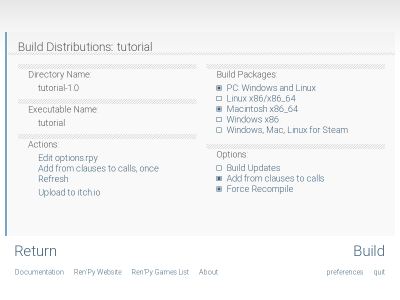 Build Distributions: tutorial
Directory Name:
tutorial-1.0
Executable Name:
tutorial
Actions:
Edit options.rpy
Add from clauses to calls, once
Refresh
Upload to itch.io
Build Packages:
PC: Windows and Linux
Linux x86/x86_64
Macintosh x86_64
Windows x86
Windows, Mac, Linux for Steam
Options:
Build Updates
Add from clauses to calls
Force Recompile
Return
Build
Documentation Ren'Py Website Ren'Py Games List About
preferences quit